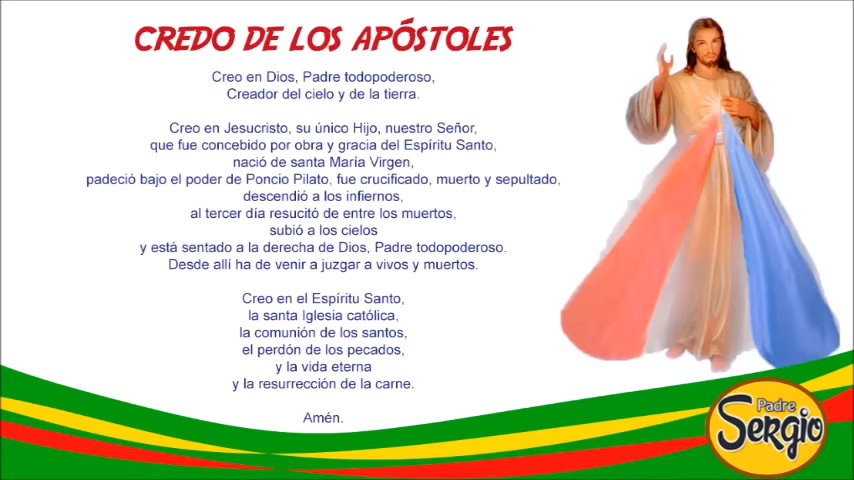 CREDO DE LOS APÓSTOLES
Creo en Dios, Padre todopoderoso,
Creador del cielo y de la tierra.
Creo en Jesucristo, su único Hijo, nuestro Señor,
que fue concebido por obra y gracia del Espíritu Santo,
nació de santa María Virgen,
padeció bajo el poder de Poncio Pilato, fue crucificado, muerto y sepultado,
descendió a los infiernos,
al tercer día resucitó de entre los muertos,
subió a los cielos
y está sentado a la derecha de Dios, Padre todopoderoso.
Desde allí ha de venir a juzgar a vivos y muertos.
Creo en el Espíritu Santo,
la santa Iglesia católica,
la comunión de los santos,
el perdón de los pecados,
y la vida eterna
y la resurrección de la carne.
Amén.
Padre
Sergio